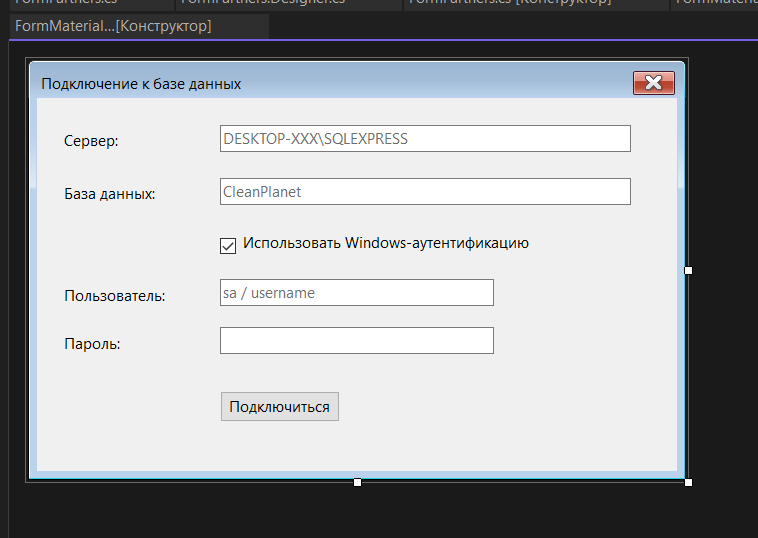 FormPartners.cs FormPartners.Designer.cs FormPartners.cs [Конструктор] FormMateria
FormMaterial...[Конструктор]
Подключение к базе данных
Сервер: DESKTOP-XXX\SQLEXPRESS
База данных: CleanPlanet
Использовать Windows-аутентификацию
Пользователь: sa / username
Пароль:
Подключиться